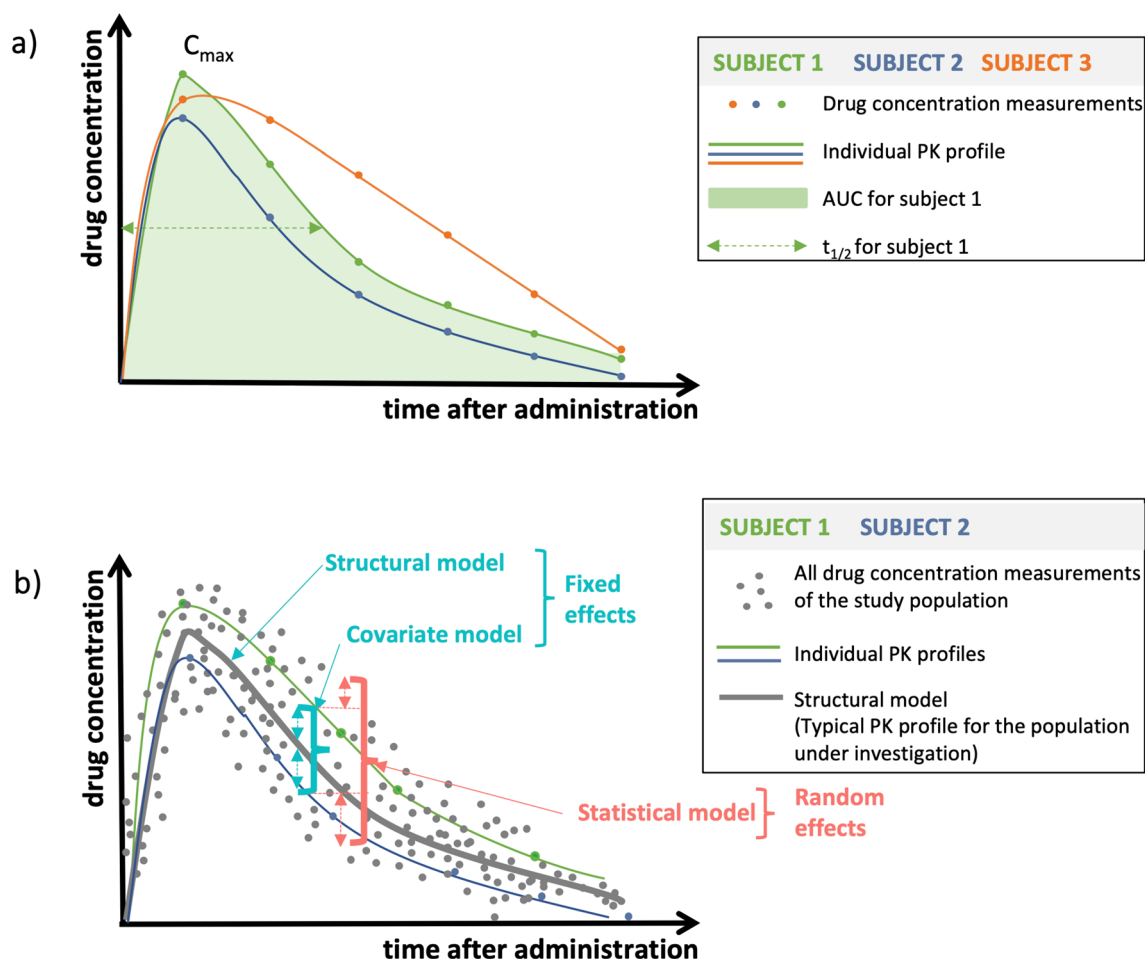 a)
drug concentration
Cmax
time after administration
SUBJECT 1 SUBJECT 2 SUBJECT 3
Drug concentration measurements
Individual PK profile
AUC for subject 1
t1/2 for subject 1
b)
drug concentration
Structural model
Covariate model
Fixed
effects
Statistical model
Random
effects
time after administration
SUBJECT 1 SUBJECT 2
All drug concentration measurements
of the study population
Individual PK profiles
Structural model
(Typical PK profile for the population
under investigation)